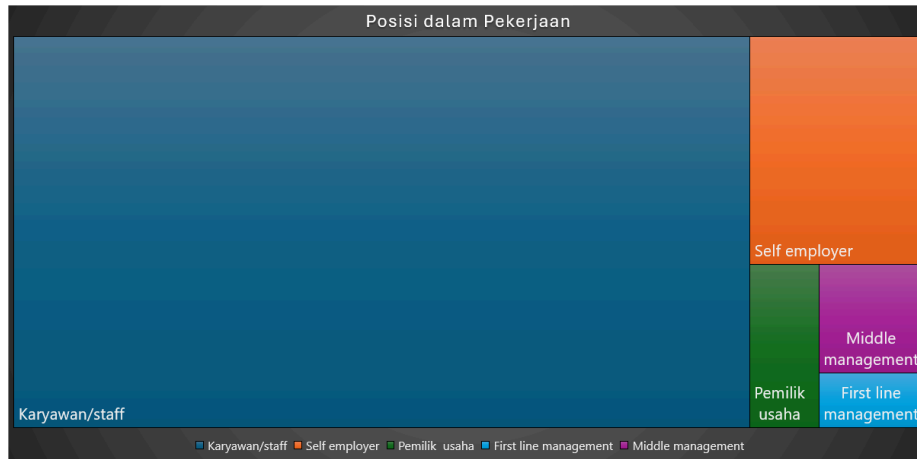 Posisi dalam Pekerjaan
Karyawan/staff
Self employer
Pemilik
usaha
Middle
management
First line
management
Karyawan/staff Self employer Pemilik usaha First line management Middle management